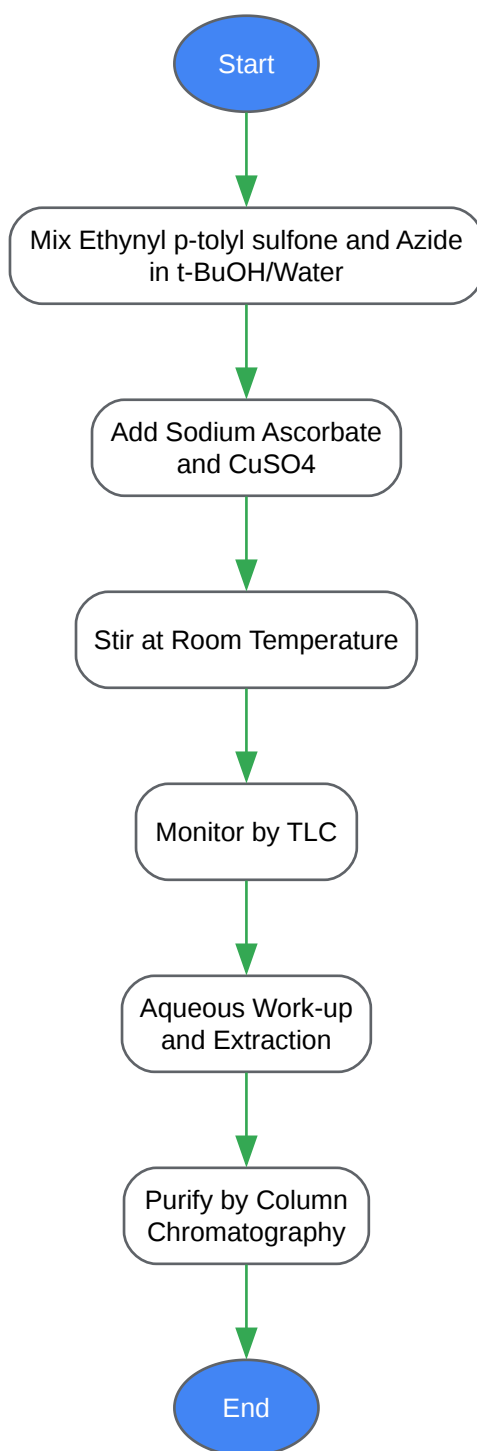 Start
Mix Ethynyl p-tolyl sulfone and Azide
in t-BuOH/Water
Add Sodium Ascorbate
and CuSO4
Stir at Room Temperature
Monitor by TLC
Aqueous Work-up
and Extraction
Purify by Column
Chromatography
End